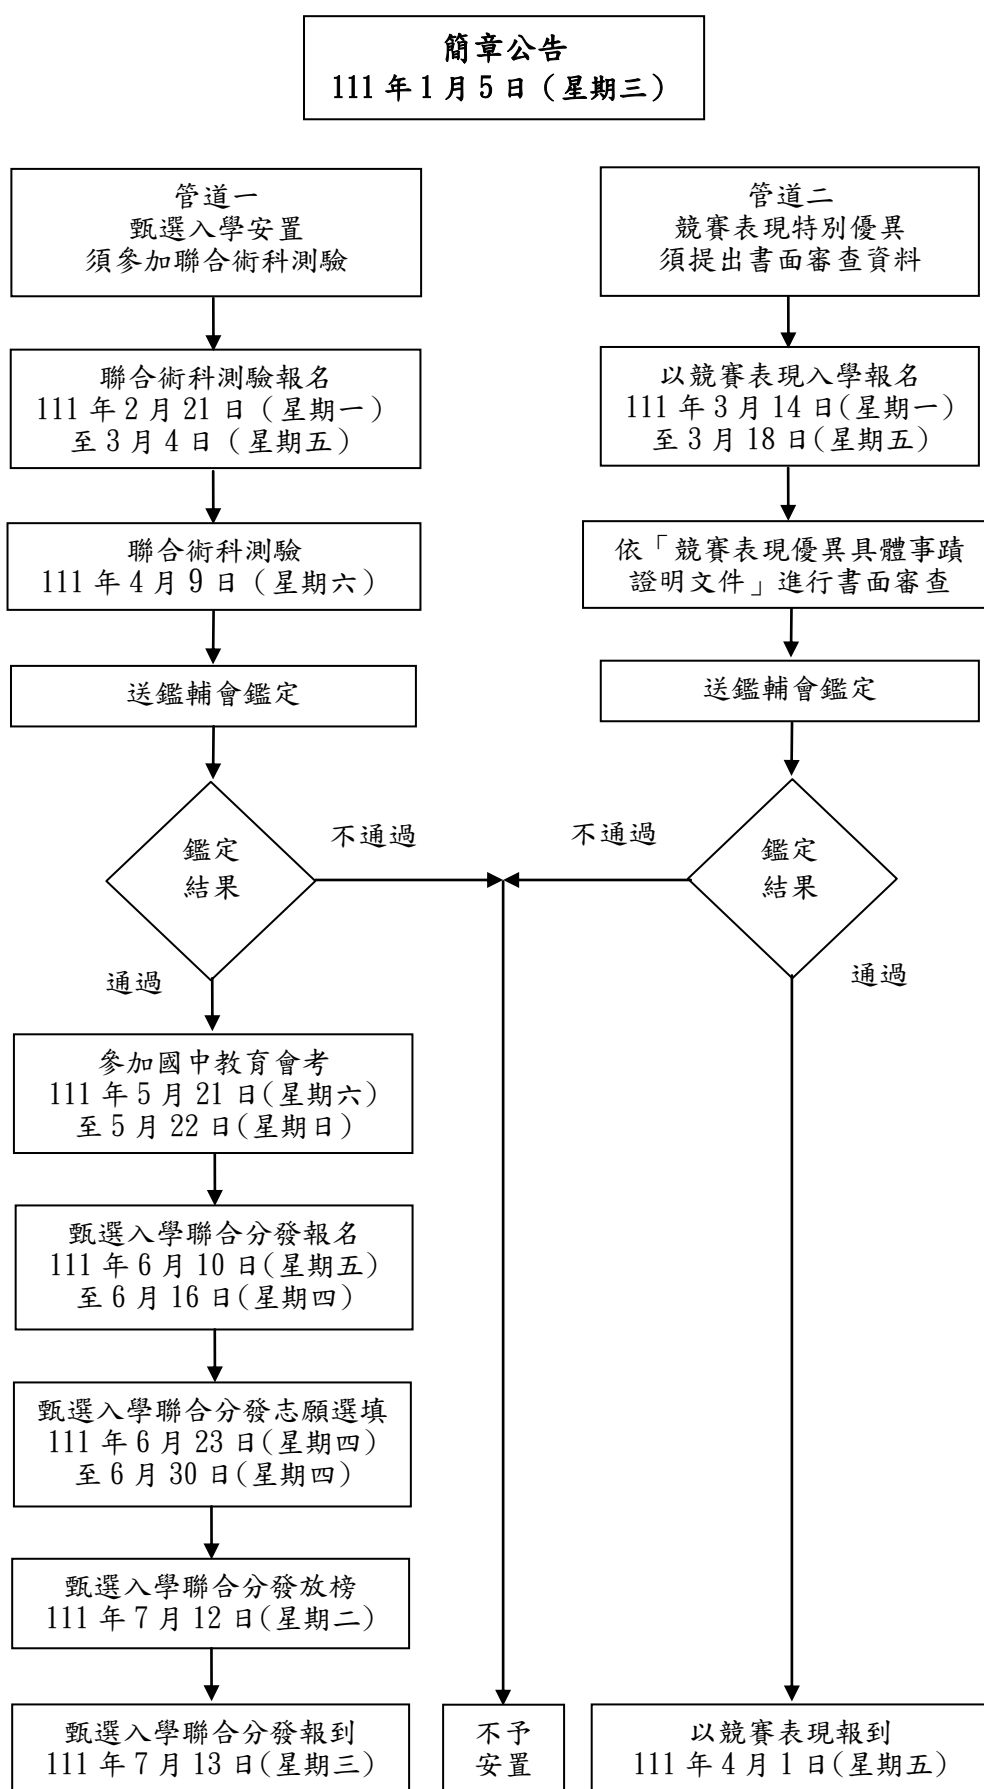 簡章公告
111 年 1 月 5 日（星期三）
管道一
甄選入學安置
須參加聯合術科測驗
聯合術科測驗報名
111 年 2 月 21 日（星期一）
至 3 月 4 日（星期五）
聯合術科測驗
111 年 4 月 9 日（星期六）
送鑑輔會鑑定
鑑定
結果
不通過
通過
參加國中教育會考
111 年 5 月 21 日(星期六)
至 5 月 22 日(星期日)
甄選入學聯合分發報名
111 年 6 月 10 日(星期五)
至 6 月 16 日(星期四)
甄選入學聯合分發志願選填
111 年 6 月 23 日(星期四)
至 6 月 30 日(星期四)
甄選入學聯合分發放榜
111 年 7 月 12 日(星期二)
甄選入學聯合分發報到
111 年 7 月 13 日(星期三)
管道二
競賽表現特別優異
須提出書面審查資料
以競賽表現入學報名
111 年 3 月 14 日(星期一)
至 3 月 18 日(星期五)
依「競賽表現優異具體事蹟
證明文件」進行書面審查
送鑑輔會鑑定
鑑定
結果
不通過
通過
不予
安置
以競賽表現報到
111 年 4 月 1 日(星期五)